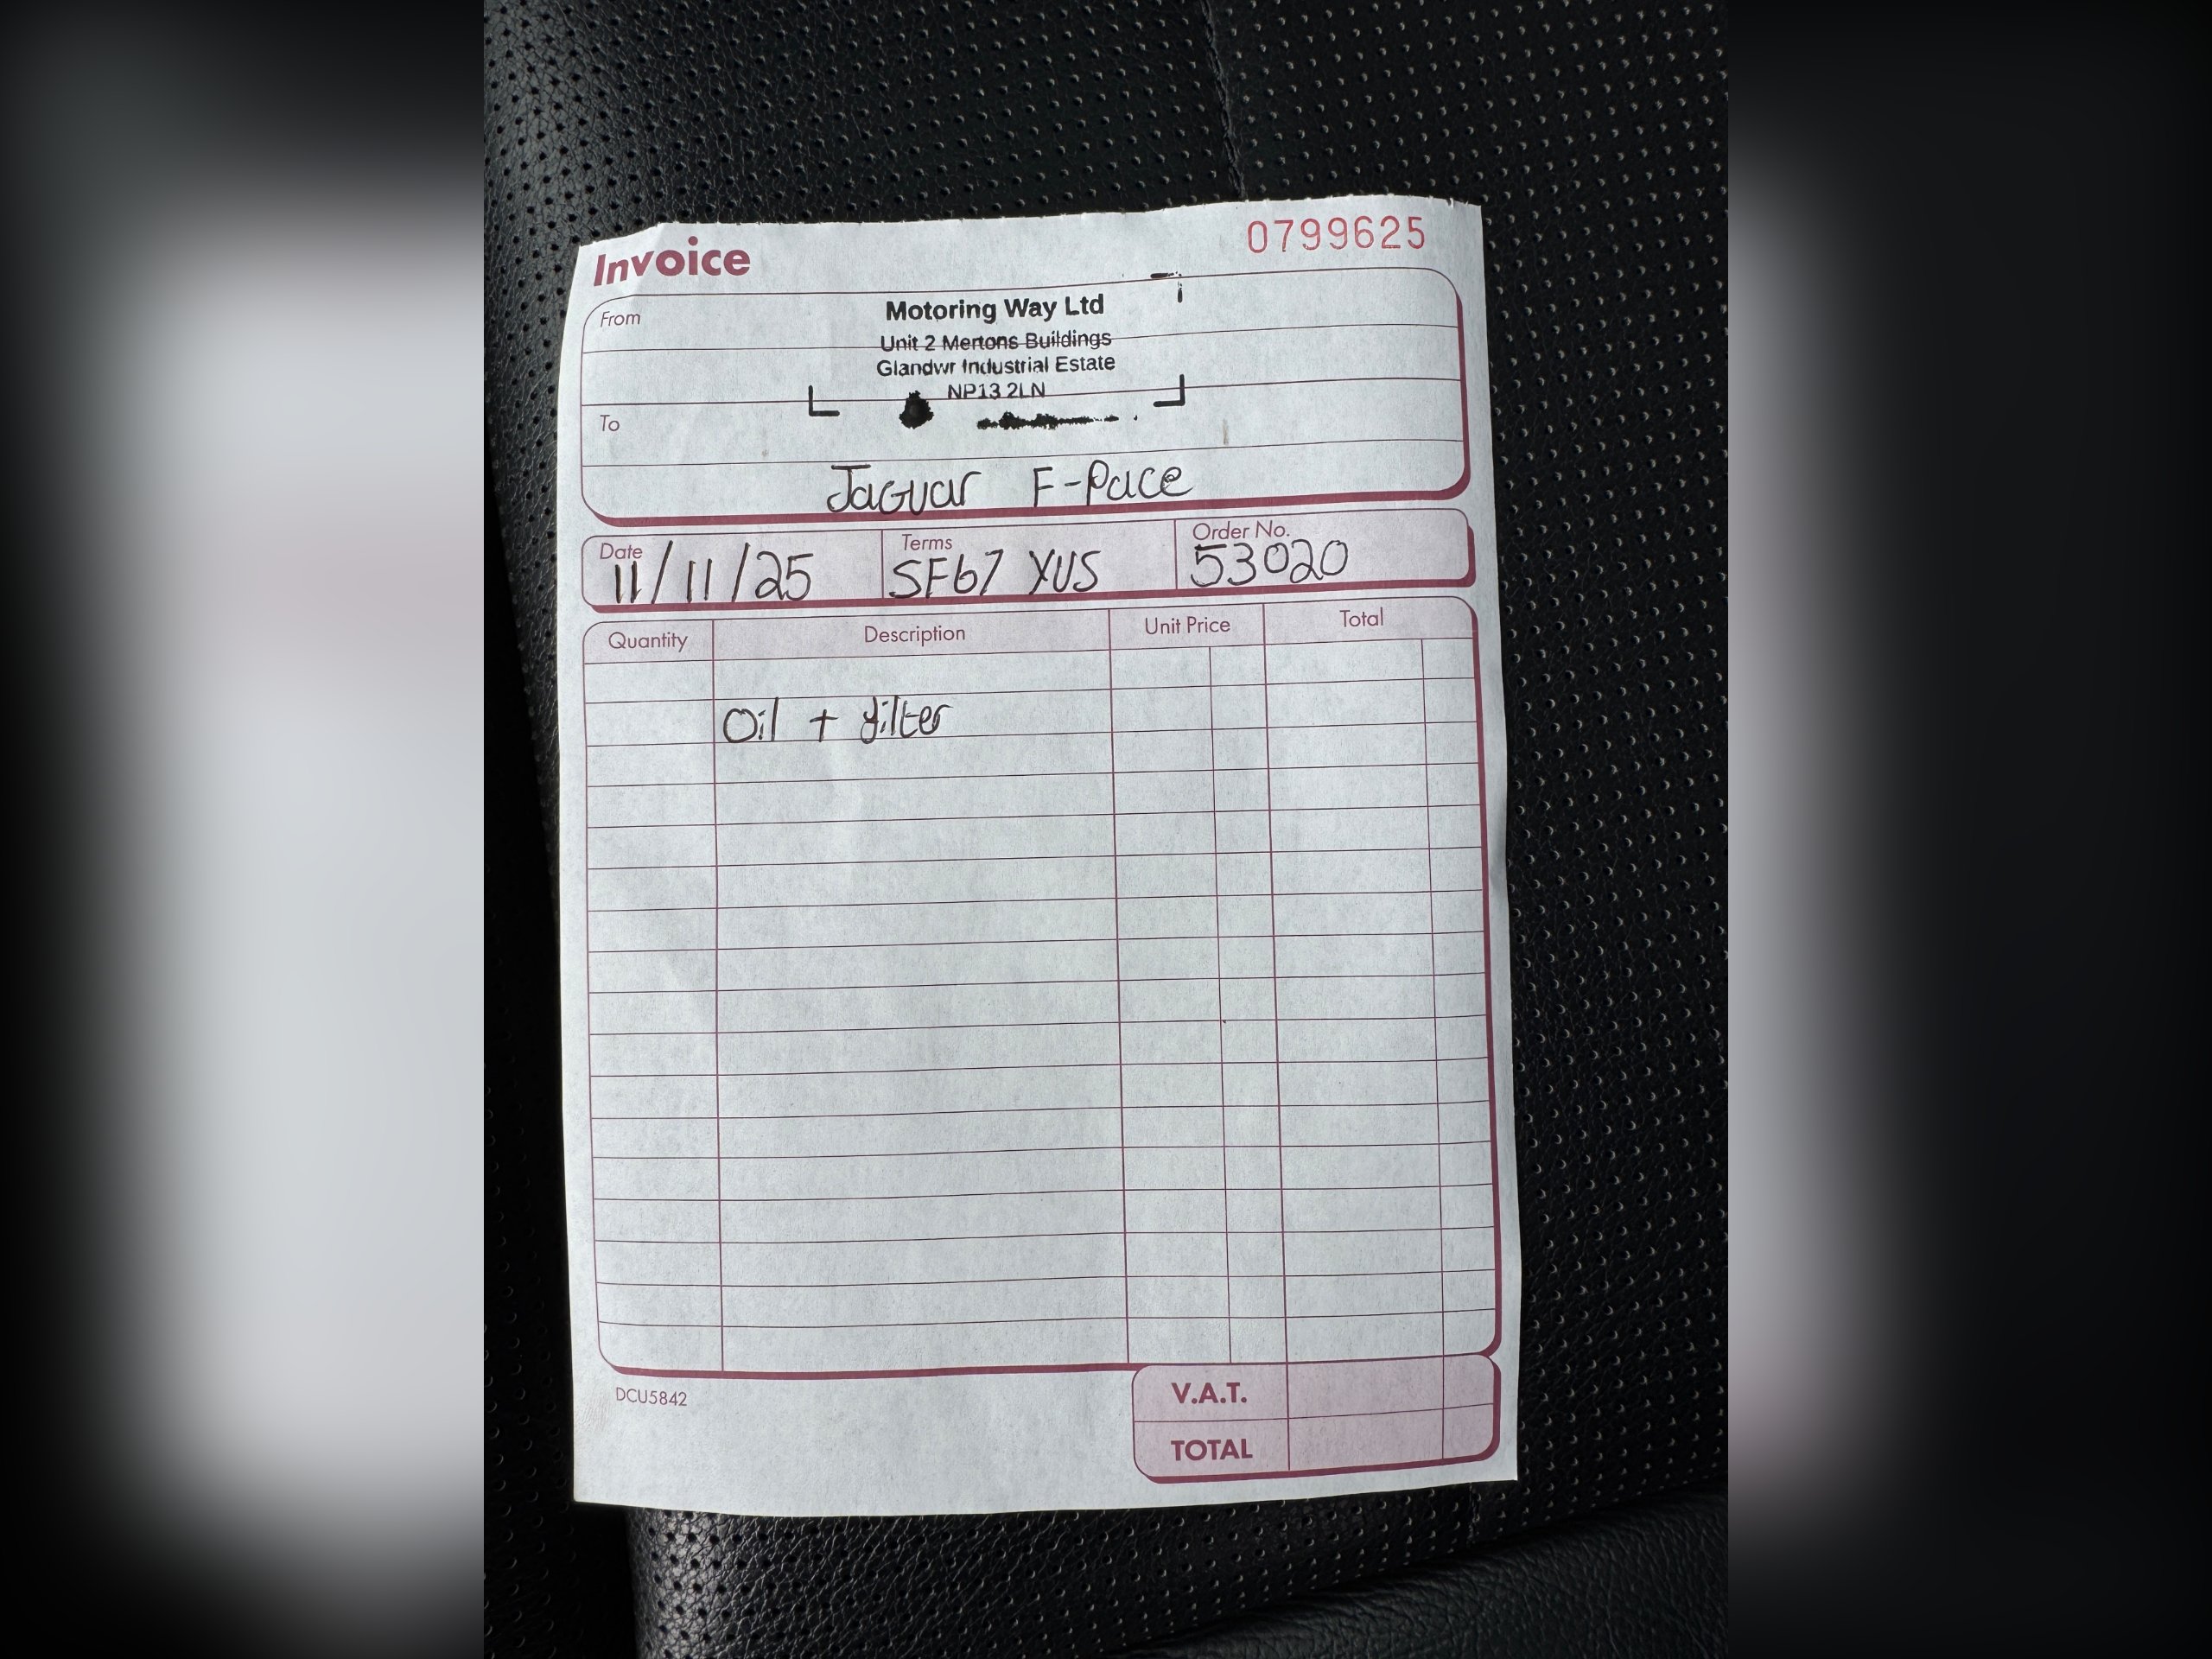 Invoice
0799625
From
Motoring Way Ltd
Unit 2 Mertons Buildings
Glandwr Industrial Estate
NP13 2LN
To
Jaguar F-Pace
Date Terms Order No.
11/11/25 SF67 XUS 53020
Quantity Description Unit Price Total
Oil + filter
DCU5842
V.A.T.
TOTAL